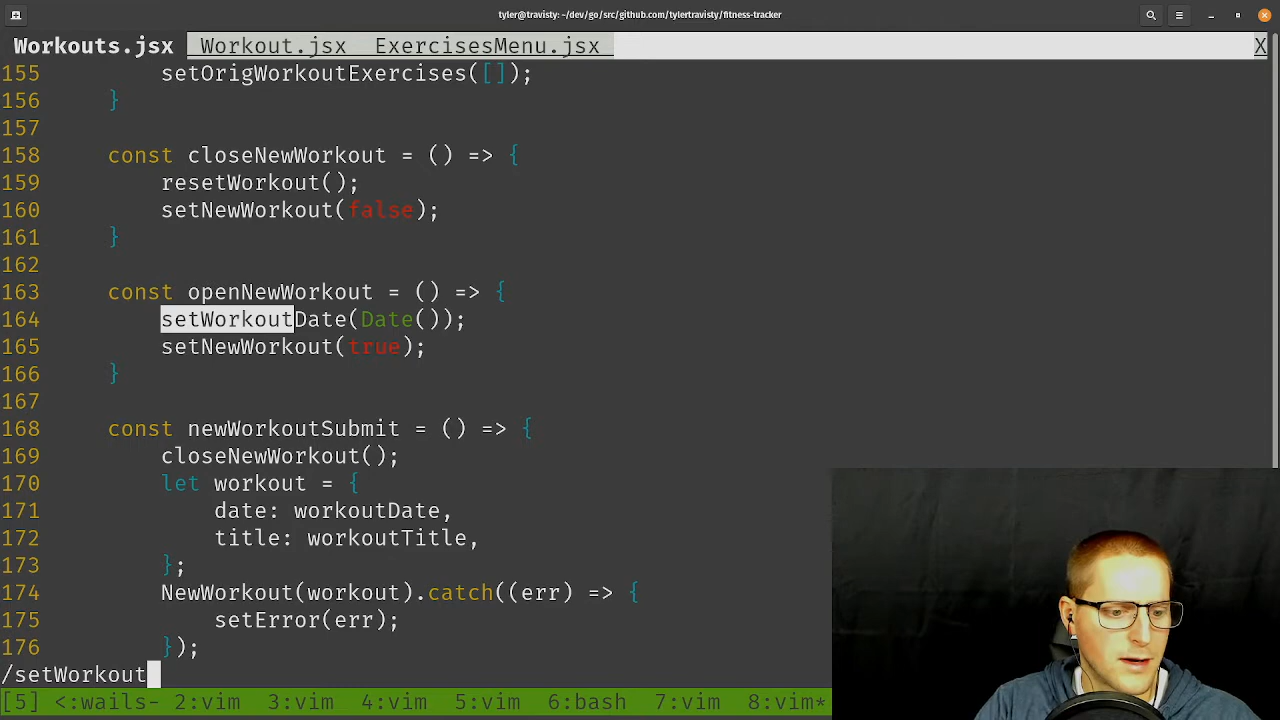 tyler@travisty:~/dev/go/src/github.com/tylertravisty/fitness-tracker
Workouts.jsx Workout.jsx ExercisesMenu.jsx X
155 setOrigWorkoutExercises([]);
156 }
157
158 const closeNewWorkout = () => {
159 resetWorkout();
160 setNewWorkout(false);
161 }
162
163 const openNewWorkout = () => {
164 setWorkoutDate(Date());
165 setNewWorkout(true);
166 }
167
168 const newWorkoutSubmit = () => {
169 closeNewWorkout();
170 let workout = {
171 date: workoutDate,
172 title: workoutTitle,
173 };
174 NewWorkout(workout).catch((err) => {
175 setError(err);
176 });
/setWorkout
[5] <:wails- 2:vim 3:vim 4:vim 5:vim 6:bash 7:vim 8:vim*